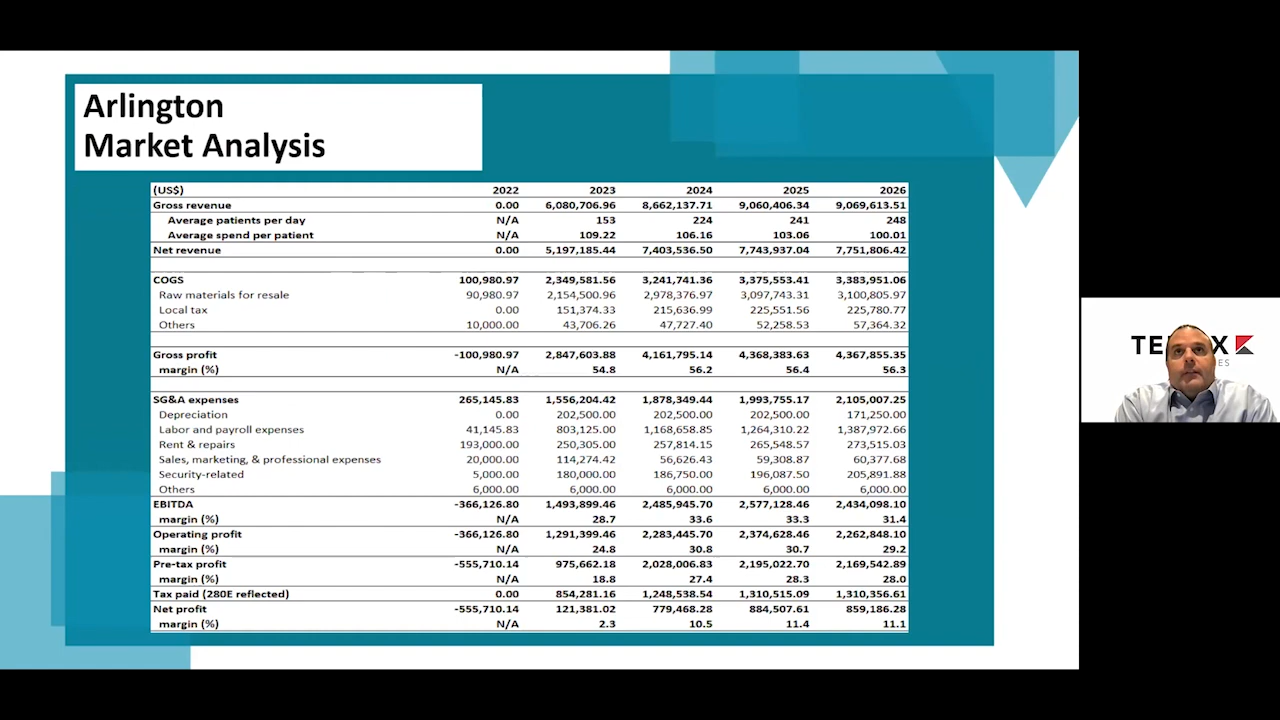 Arlington
Market Analysis
(US$) 2022 2023 2024 2025 2026
Gross revenue 0.00 6,080,706.96 8,662,137.71 9,060,406.34 9,069,613.51
Average patients per day N/A 153 224 241 248
Average spend per patient N/A 109.22 106.16 103.06 100.01
Net revenue 0.00 5,197,185.44 7,403,536.50 7,743,937.04 7,751,806.42
COGS 100,980.97 2,349,581.56 3,241,741.36 3,375,553.41 3,383,951.06
Raw materials for resale 90,980.97 2,154,500.96 2,978,376.97 3,097,743.31 3,100,805.97
Local tax 0.00 151,374.33 215,636.99 225,551.56 225,780.77
Others 10,000.00 43,706.26 47,727.40 52,258.53 57,364.32
Gross profit -100,980.97 2,847,603.88 4,161,795.14 4,368,383.63 4,367,855.35
margin (%) N/A 54.8 56.2 56.4 56.3
SG&A expenses 265,145.83 1,556,204.42 1,878,349.44 1,993,755.17 2,105,007.25
Depreciation 0.00 202,500.00 202,500.00 202,500.00 171,250.00
Labor and payroll expenses 41,145.83 803,125.00 1,168,658.85 1,264,310.22 1,387,972.66
Rent & repairs 193,000.00 250,305.00 257,814.15 265,548.57 273,515.03
Sales, marketing, & professional expenses 20,000.00 114,274.42 56,626.43 59,308.87 60,377.68
Security-related 5,000.00 180,000.00 186,750.00 196,087.50 205,891.88
Others 6,000.00 6,000.00 6,000.00 6,000.00 6,000.00
EBITDA -366,126.80 1,493,899.46 2,485,945.70 2,577,128.46 2,434,098.10
margin (%) N/A 28.7 33.6 33.3 31.4
Operating profit -366,126.80 1,291,399.46 2,283,445.70 2,374,628.46 2,262,848.10
margin (%) N/A 24.8 30.8 30.7 29.2
Pre-tax profit -555,710.14 975,662.18 2,028,006.83 2,195,022.70 2,169,542.89
margin (%) N/A 18.8 27.4 28.3 28.0
Tax paid (280E reflected) 0.00 854,281.16 1,248,538.54 1,310,515.09 1,310,356.61
Net profit -555,710.14 121,381.02 779,468.28 884,507.61 859,186.28
margin (%) N/A 2.3 10.5 11.4 11.1